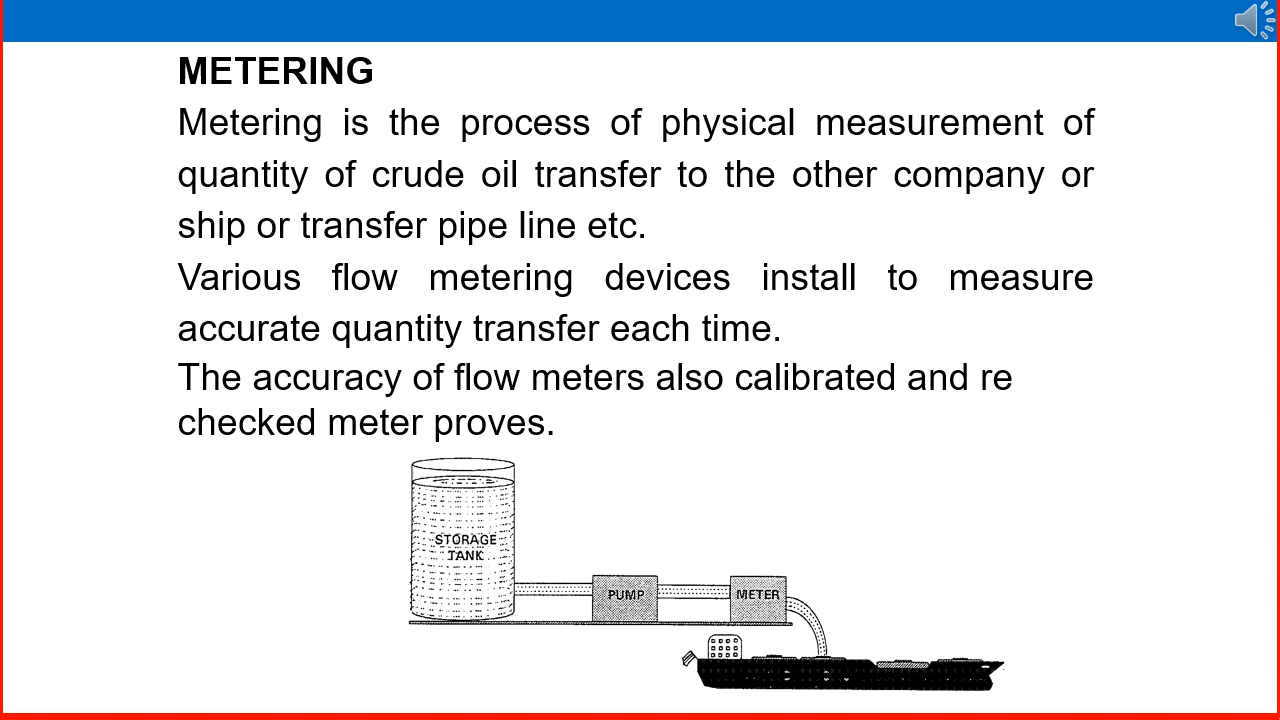 METERING
Metering is the process of physical measurement of
quantity of crude oil transfer to the other company or
ship or transfer pipe line etc.
Various flow metering devices install to measure
accurate quantity transfer each time.
The accuracy of flow meters also calibrated and re
checked meter proves.
STORAGE
TANK
PUMP
METER